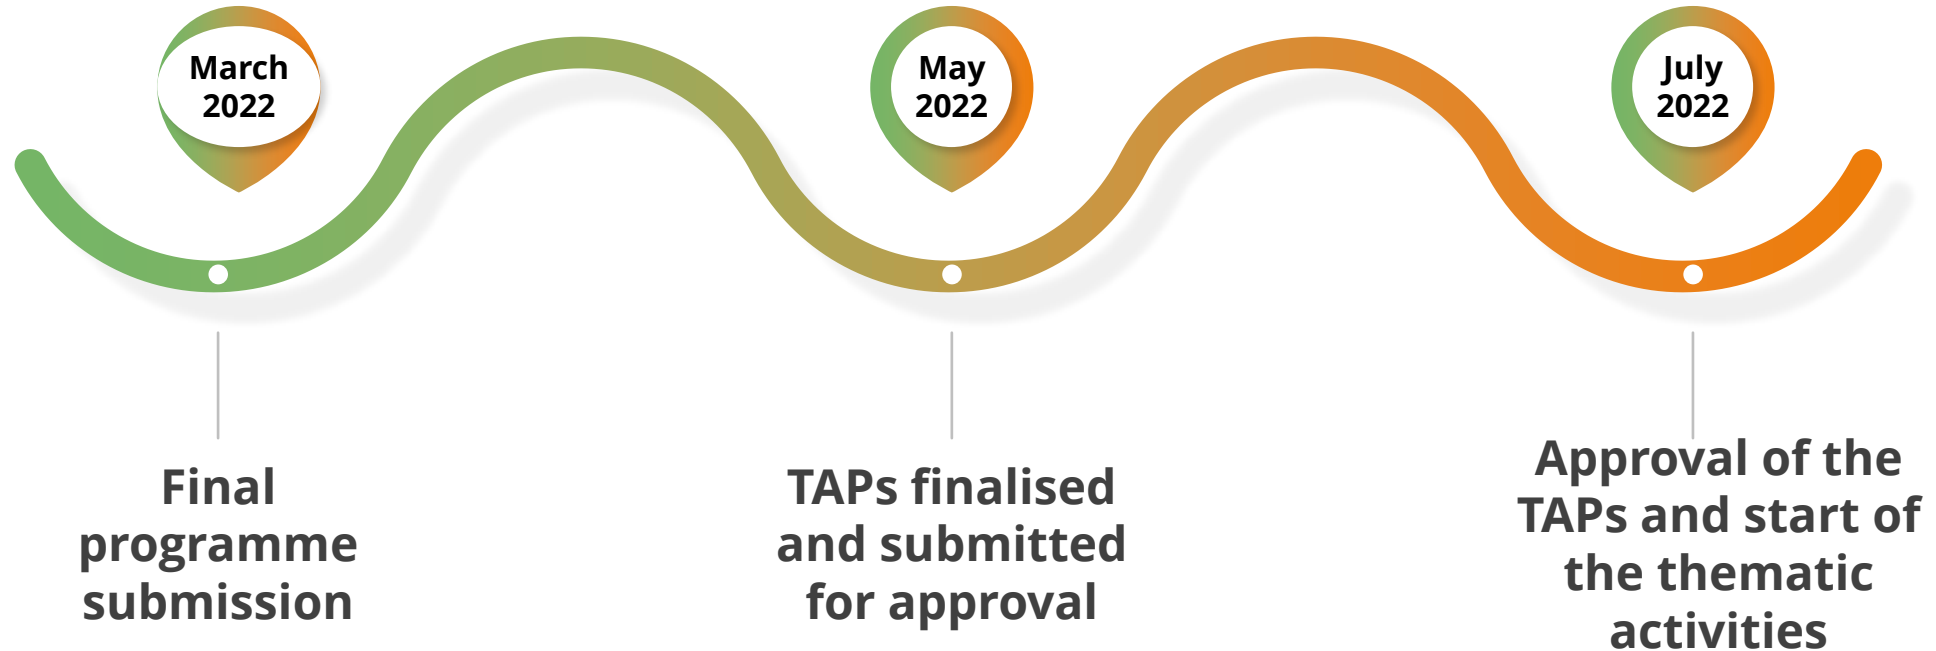 March
2022
May
2022
July
2022
Final
programme
submission
TAPs finalised
and submitted
for approval
Approval of the
TAPs and start of
the thematic
activities